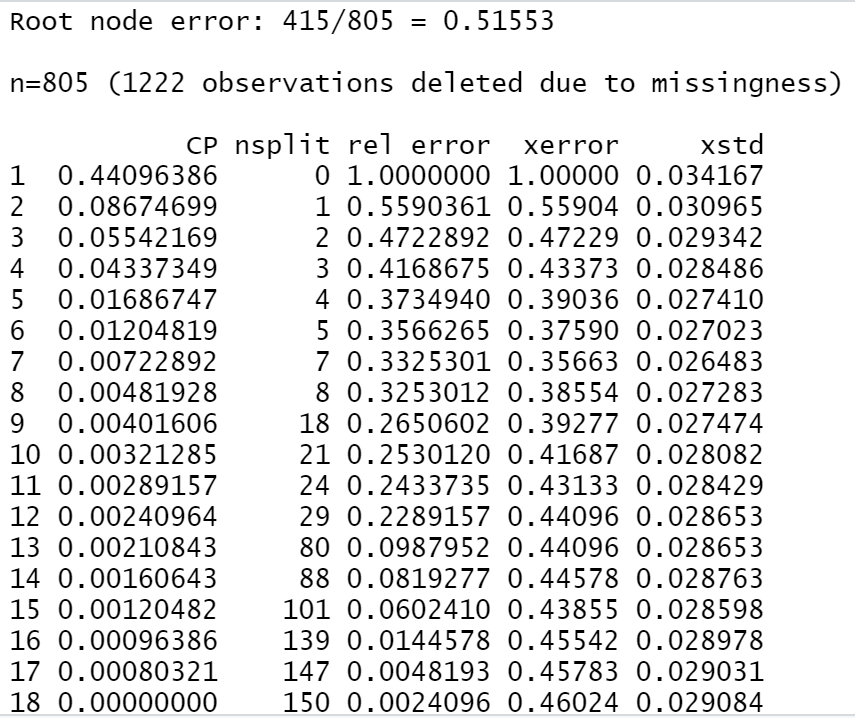 Root node error: 415/805 = 0.51553
n=805 (1222 observations deleted due to missingness)
CP nsplit rel error xerror xstd
1 0.44096386 0 1.0000000 1.00000 0.034167
2 0.08674699 1 0.5590361 0.55904 0.030965
3 0.05542169 2 0.4722892 0.47229 0.029342
4 0.04337349 3 0.4168675 0.43373 0.028486
5 0.01686747 4 0.3734940 0.39036 0.027410
6 0.01204819 5 0.3566265 0.37590 0.027023
7 0.00722892 7 0.3325301 0.35663 0.026483
8 0.00481928 8 0.3253012 0.38554 0.027283
9 0.00401606 18 0.2650602 0.39277 0.027474
10 0.00321285 21 0.2530120 0.41687 0.028082
11 0.00289157 24 0.2433735 0.43133 0.028429
12 0.00240964 29 0.2289157 0.44096 0.028653
13 0.00210843 80 0.0987952 0.44096 0.028653
14 0.00160643 88 0.0819277 0.44578 0.028763
15 0.00120482 101 0.0602410 0.43855 0.028598
16 0.00096386 139 0.0144578 0.45542 0.028978
17 0.00080321 147 0.0048193 0.45783 0.029031
18 0.00000000 150 0.0024096 0.46024 0.029084